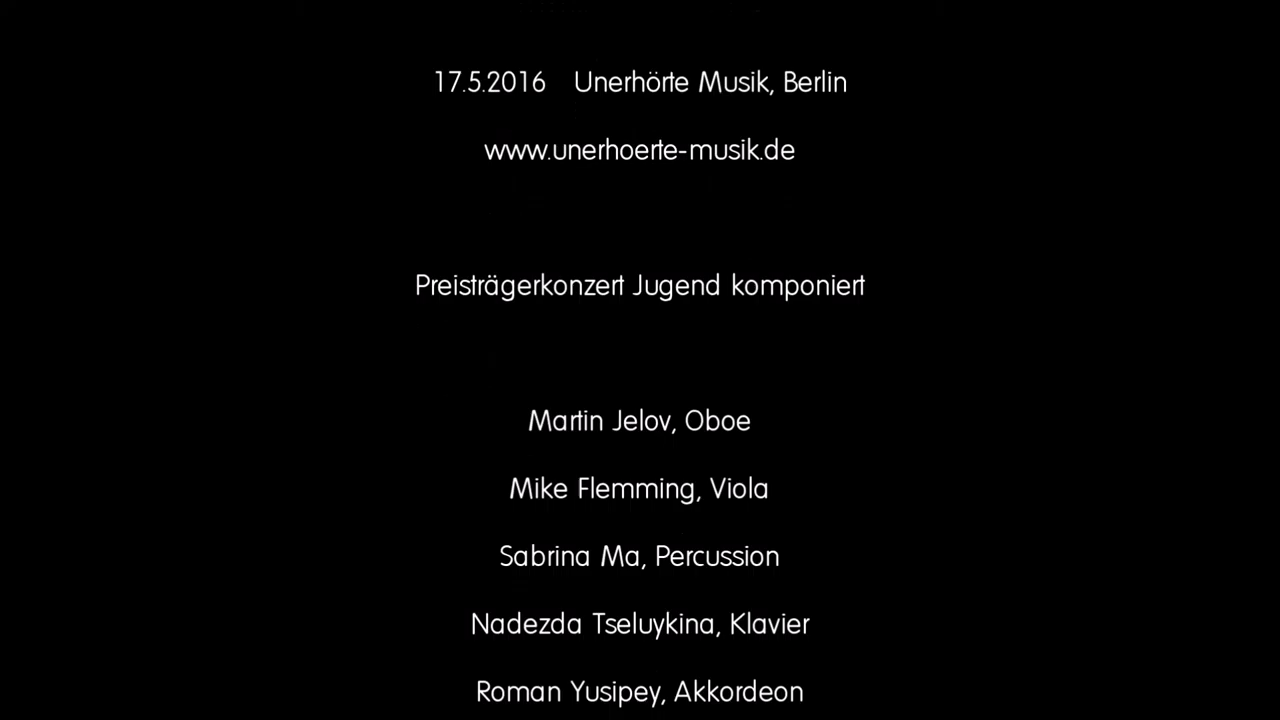 17.5.2016 Unerhörte Musik, Berlin
www.unerhoerte-musik.de
Preisträgerkonzert Jugend komponiert
Martin Jelov, Oboe
Mike Flemming, Viola
Sabrina Ma, Percussion
Nadezda Tseluykina, Klavier
Roman Yusipey, Akkordeon